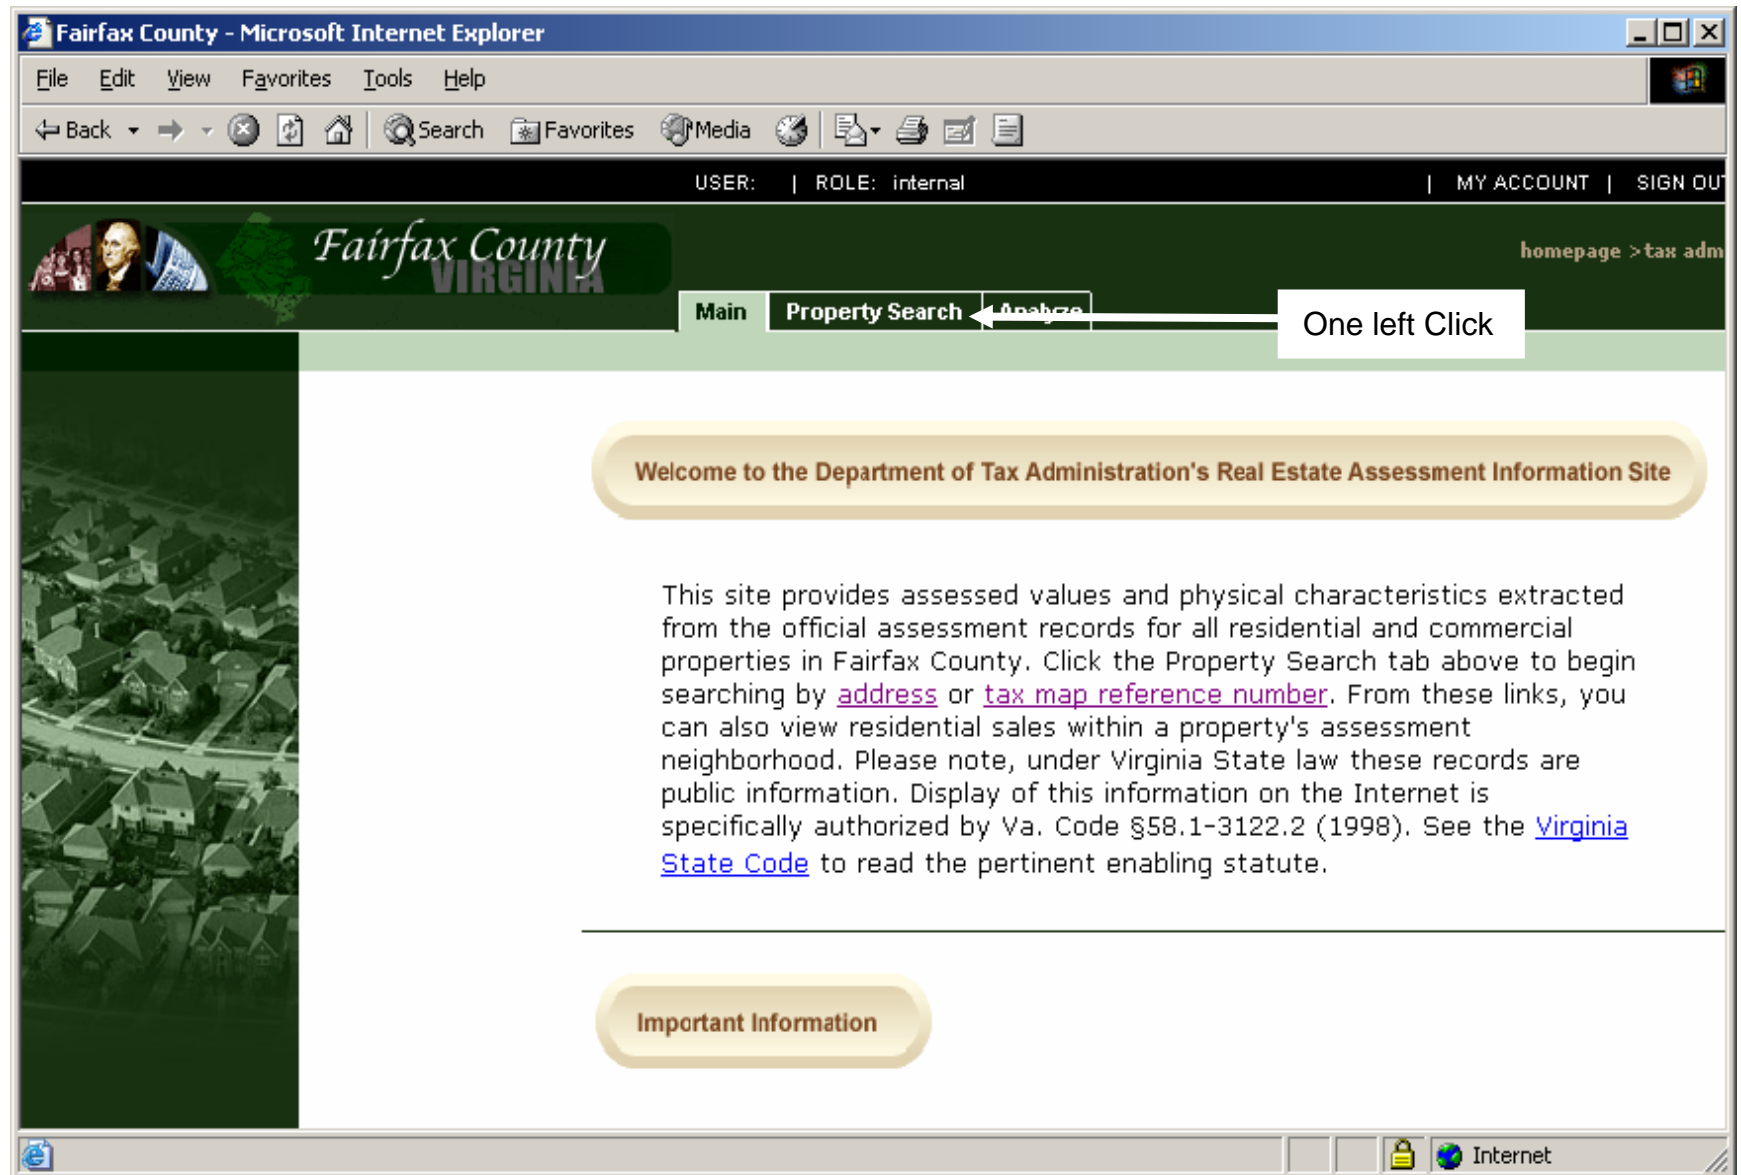 Fairfax County - Microsoft Internet Explorer
File Edit View Favorites Tools Help
Back Search Favorites Media
USER: | ROLE: internal | MY ACCOUNT | SIGN OUT
Fairfax County
VIRGINIA
homepage > tax adm
Main Property Search Analyze
One left Click
Welcome to the Department of Tax Administration's Real Estate Assessment Information Site
This site provides assessed values and physical characteristics extracted
from the official assessment records for all residential and commercial
properties in Fairfax County. Click the Property Search tab above to begin
searching by address or tax map reference number. From these links, you
can also view residential sales within a property's assessment
neighborhood. Please note, under Virginia State law these records are
public information. Display of this information on the Internet is
specifically authorized by Va. Code §58.1-3122.2 (1998). See the Virginia
State Code to read the pertinent enabling statute.
Important Information
Internet